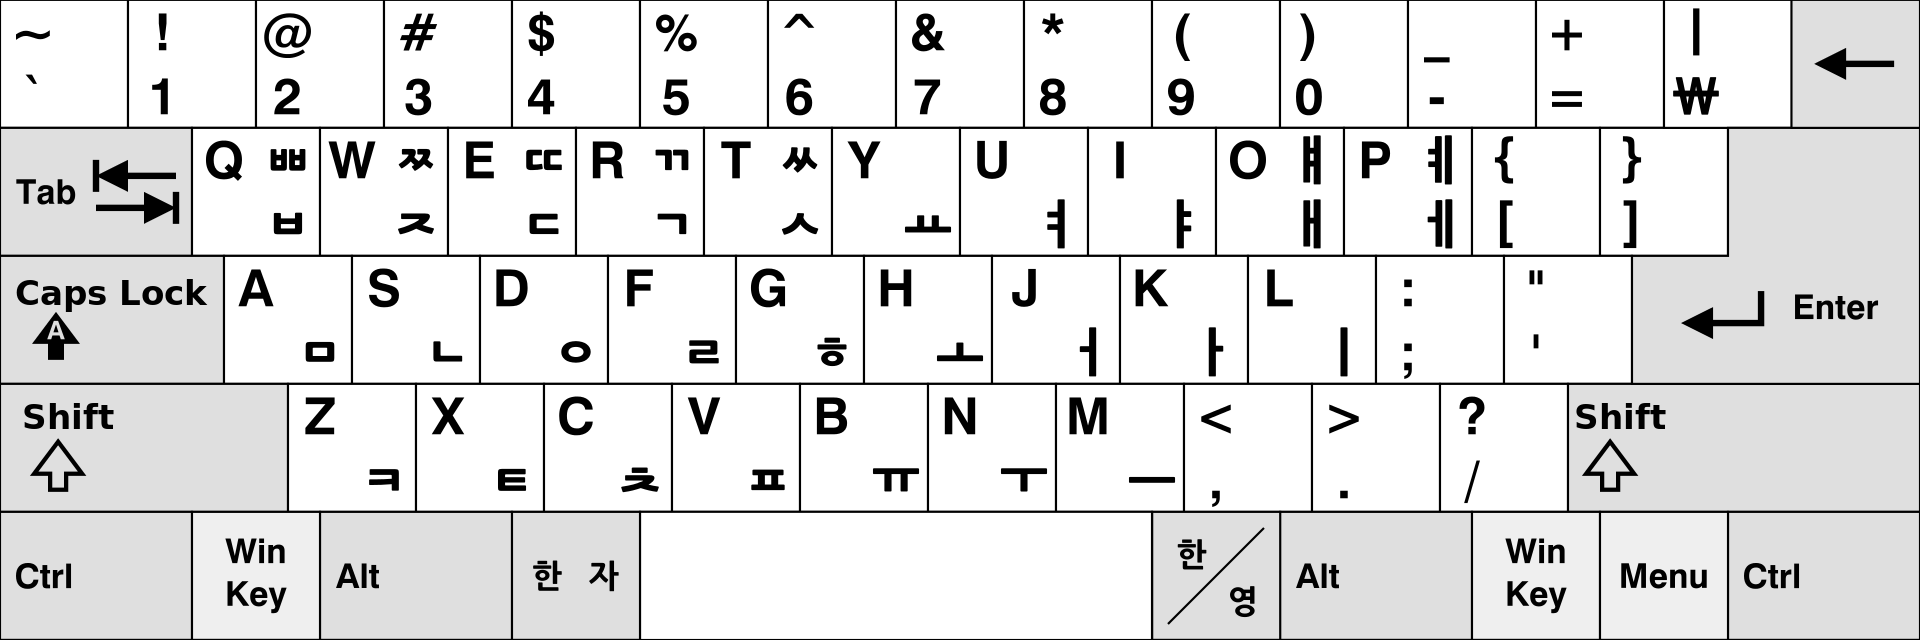 ~ ! @ # $ % ^ & * ( ) _ + |
` 1 2 3 4 5 6 7 8 9 0 - = ₩
Tab Q ㅃ W ㅉ E ㄸ R ㄲ T ㅆ Y U I O ㅒ P ㅖ { }
ㅂ ㅈ ㄷ ㄱ ㅅ ㅛ ㅕ ㅑ ㅐ ㅔ [ ]
Caps Lock A S D F G H J K L : " Enter
A ㅁ ㄴ ㅇ ㄹ ㅎ ㅗ ㅓ ㅏ ㅣ ; '
Shift Z X C V B N M < > ? Shift
ㅋ ㅌ ㅊ ㅍ ㅠ ㅜ ㅡ , . /
Ctrl Win Key Alt 한 자 한 / 영 Alt Win Key Menu Ctrl